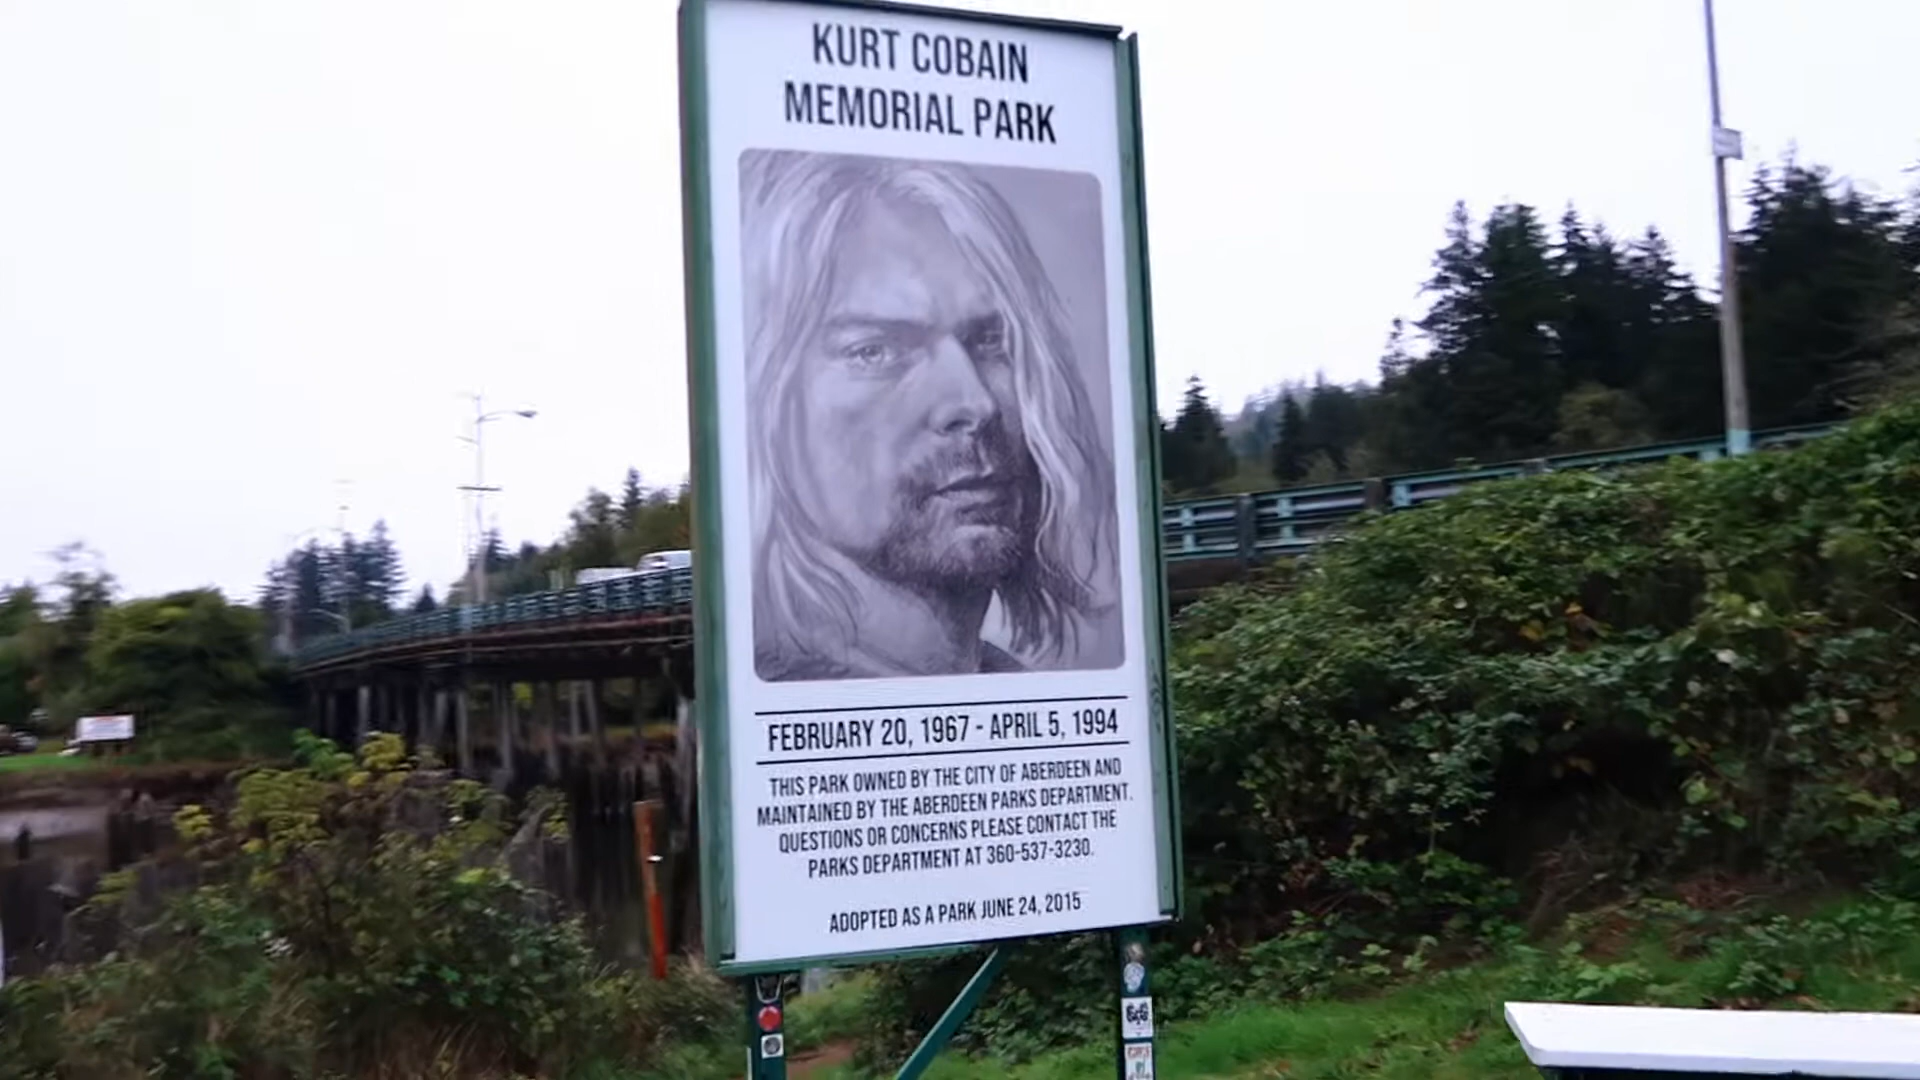 KURT COBAIN
MEMORIAL PARK
FEBRUARY 20, 1967 - APRIL 5, 1994
THIS PARK OWNED BY THE CITY OF ABERDEEN AND
MAINTAINED BY THE ABERDEEN PARKS DEPARTMENT.
QUESTIONS OR CONCERNS PLEASE CONTACT THE
PARKS DEPARTMENT AT 360-537-3230.
ADOPTED AS A PARK JUNE 24, 2015